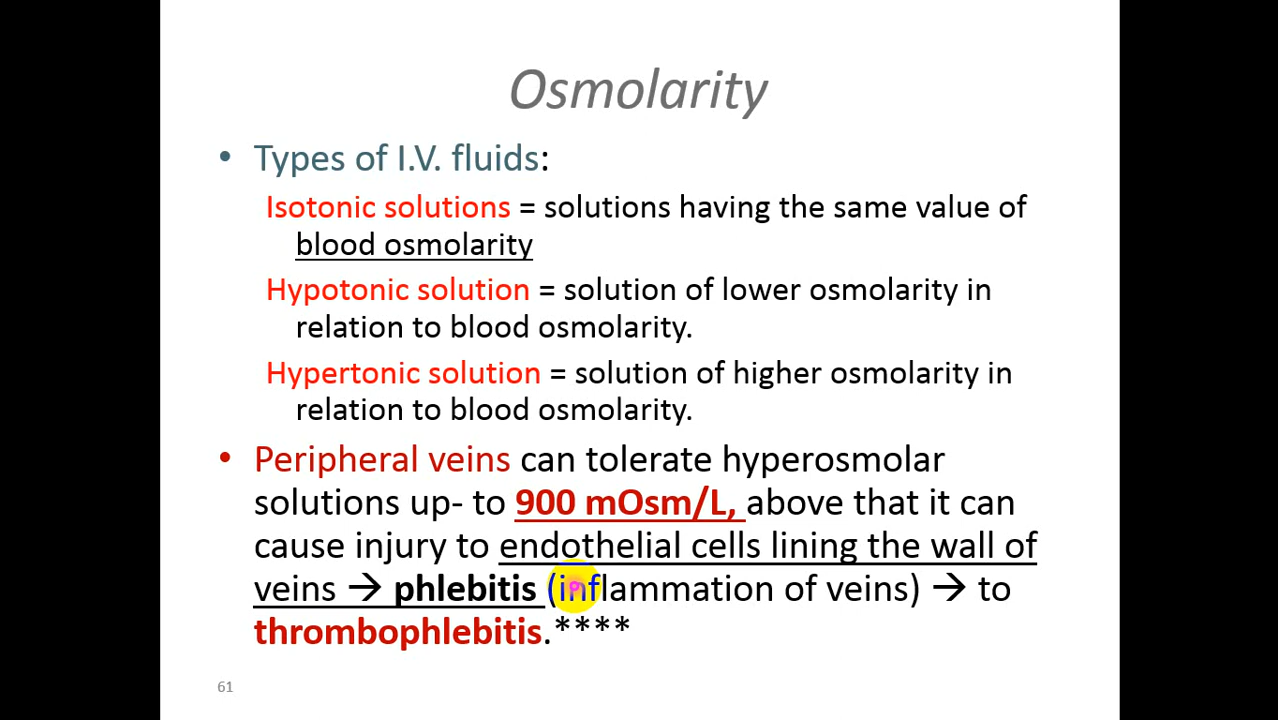 Osmolarity
• Types of I.V. fluids:
Isotonic solutions = solutions having the same value of
blood osmolarity
Hypotonic solution = solution of lower osmolarity in
relation to blood osmolarity.
Hypertonic solution = solution of higher osmolarity in
relation to blood osmolarity.
• Peripheral veins can tolerate hyperosmolar
solutions up- to 900 mOsm/L, above that it can
cause injury to endothelial cells lining the wall of
veins → phlebitis (inflammation of veins) → to
thrombophlebitis.****
61